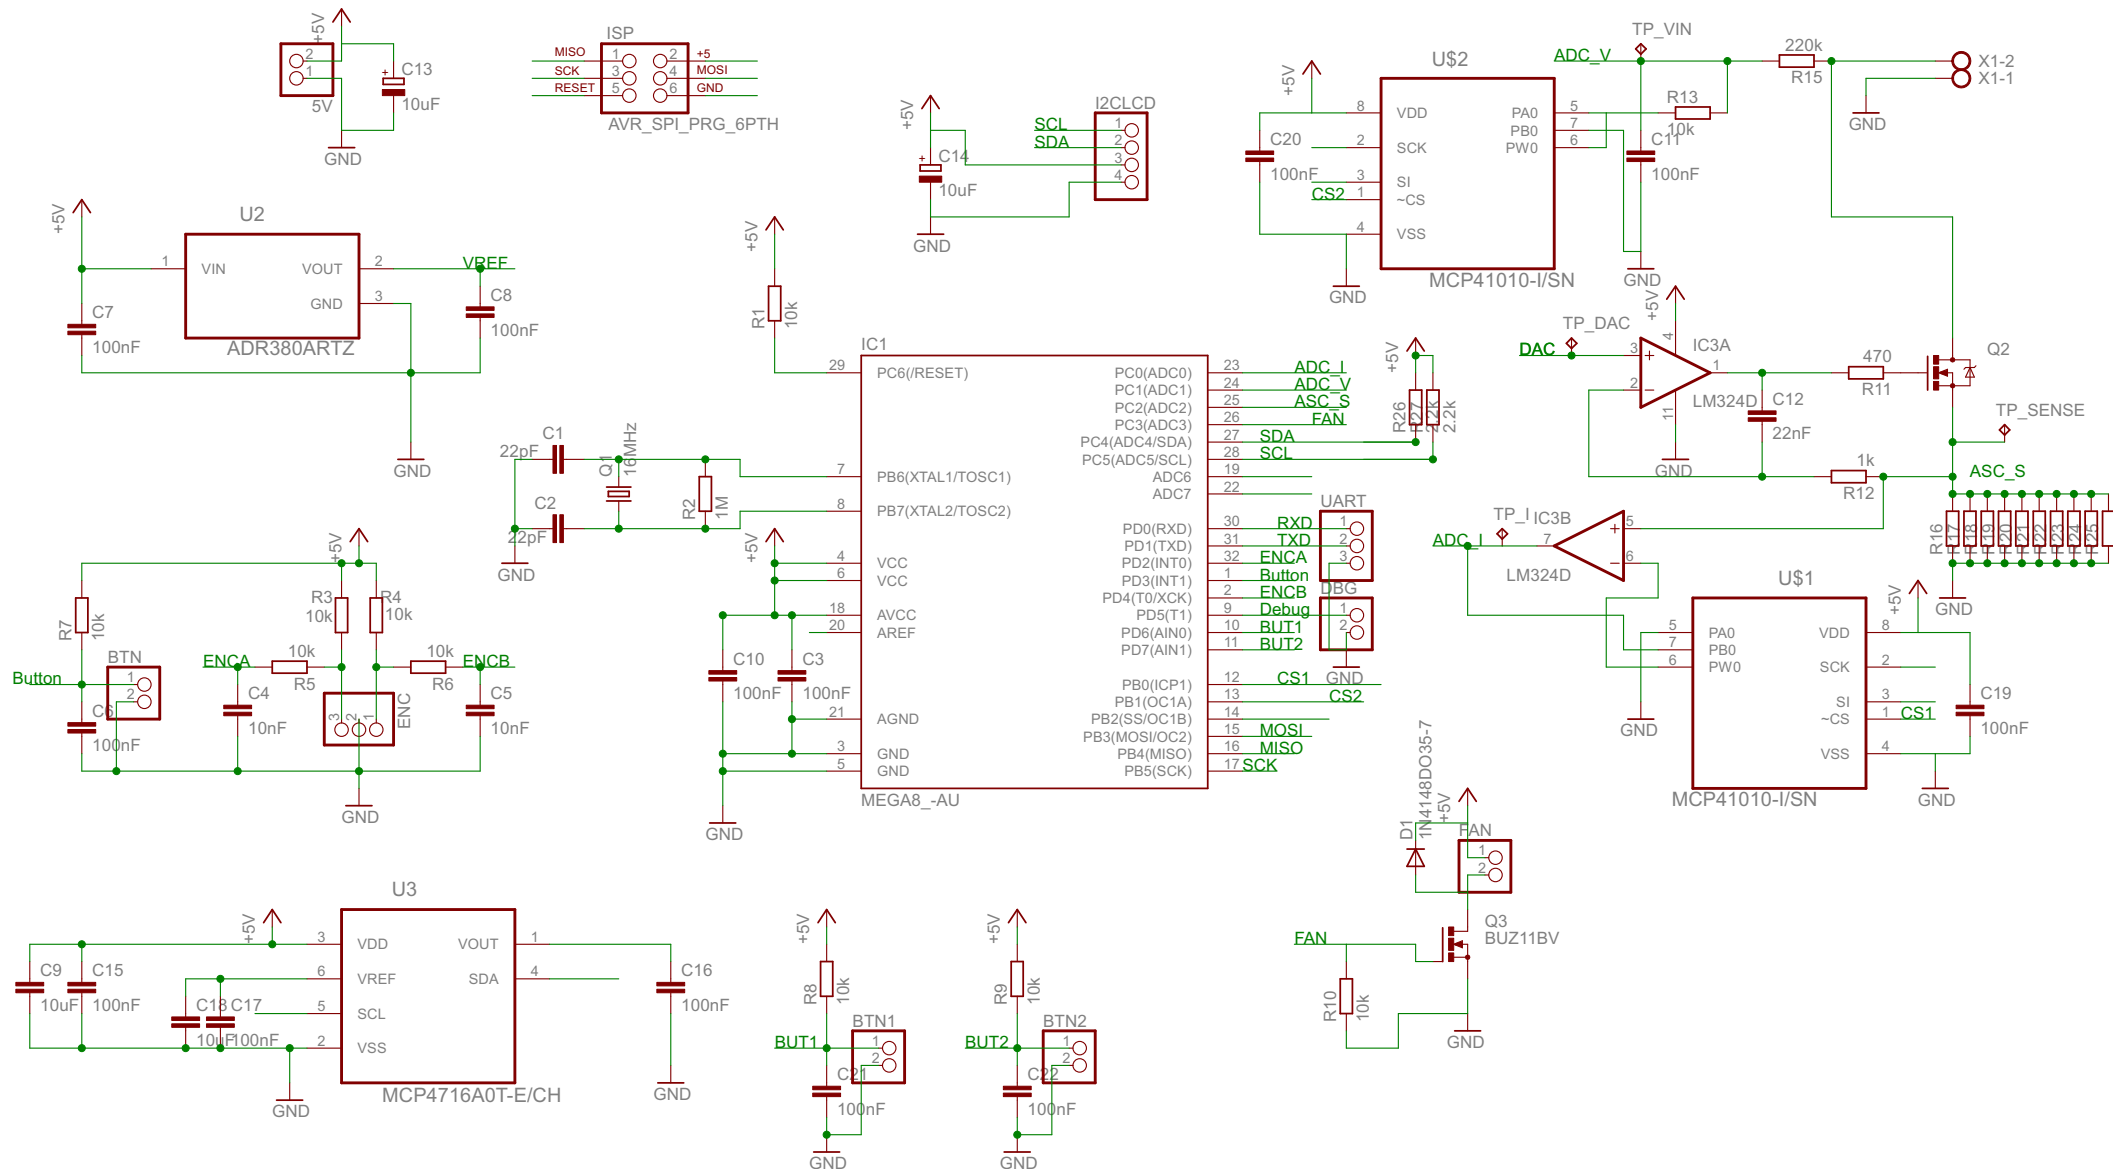 +5V
2
1
5V
C13
10uF
GND
ISP
MISO
SCK
RESET
1
3
5
2
4
6
+5
MOSI
GND
AVR_SPI_PRG_6PTH
+5V
C14
10uF
GND
I2CLCD
SCL
SDA
1
2
3
4
U$2
+5V
C20
100nF
CS2
8
2
3
1
4
VDD
SCK
SI
~CS
VSS
PA0
PB0
PW0
5
7
6
MCP41010-I/SN
GND
TP_VIN
ADC_V
R13
10k
C11
100nF
GND
220k
R15
X1-2
X1-1
GND
U2
+5V
1
VIN
VOUT
GND
2
3
VREF
C7
100nF
C8
100nF
ADR380ARTZ
GND
+5V
R1
10k
C1
22pF
C2
22pF
Q1
16MHz
R2
1M
GND
+5V
C10
100nF
C3
100nF
GND
IC1
29
PC6(/RESET)
7
PB6(XTAL1/TOSC1)
8
PB7(XTAL2/TOSC2)
4
VCC
6
VCC
18
AVCC
20
AREF
21
AGND
3
GND
5
GND
MEGA8_-AU
PC0(ADC0)
23
ADC_I
PC1(ADC1)
24
ADC_V
PC2(ADC2)
25
ASC_S
PC3(ADC3)
26
FAN
PC4(ADC4/SDA)
27
SDA
PC5(ADC5/SCL)
28
SCL
ADC6
19
ADC7
22
PD0(RXD)
30
RXD
PD1(TXD)
31
TXD
PD2(INT0)
32
ENCA
PD3(INT1)
1
Button
PD4(T0/XCK)
2
ENCB
PD5(T1)
9
Debug
PD6(AIN0)
10
BUT1
PD7(AIN1)
11
BUT2
PB0(ICP1)
12
CS1
PB1(OC1A)
13
CS2
PB2(SS/OC1B)
14
PB3(MOSI/OC2)
15
MOSI
PB4(MISO)
16
MISO
PB5(SCK)
17
SCK
+5V
R26
R27
2.2k
2.2k
UART
1
2
3
DBG
1
2
GND
TP_DAC
DAC
+5V
3
2
4
11
1
IC3A
LM324D
GND
C12
22nF
470
R11
Q2
TP_SENSE
1k
R12
ASC_S
R16
R17
R18
R19
R20
R21
R22
R23
R24
R25
GND
TP_I
IC3B
ADC_I
7
5
6
LM324D
U$1
+5V
5
7
6
PA0
PB0
PW0
VDD
SCK
SI
~CS
VSS
8
2
3
1
4
CS1
C19
100nF
MCP41010-I/SN
GND
GND
+5V
R7
10k
BTN
Button
1
2
C6
100nF
R3
10k
R4
10k
ENCA
10k
R5
10k
R6
ENCB
C4
10nF
3
2
1
ENC
C5
10nF
GND
D1
1N4148DO35-7
+5V
FAN
1
2
FAN
Q3
BUZ11BV
R10
10k
GND
U3
+5V
C9
10uF
C15
100nF
C18
10uF
C17
100nF
3
VDD
6
VREF
5
SCL
2
VSS
VOUT
1
SDA
4
C16
100nF
MCP4716A0T-E/CH
GND
GND
+5V
R8
10k
BTN1
BUT1
1
2
C21
100nF
GND
+5V
R9
10k
BTN2
BUT2
1
2
C22
100nF
GND